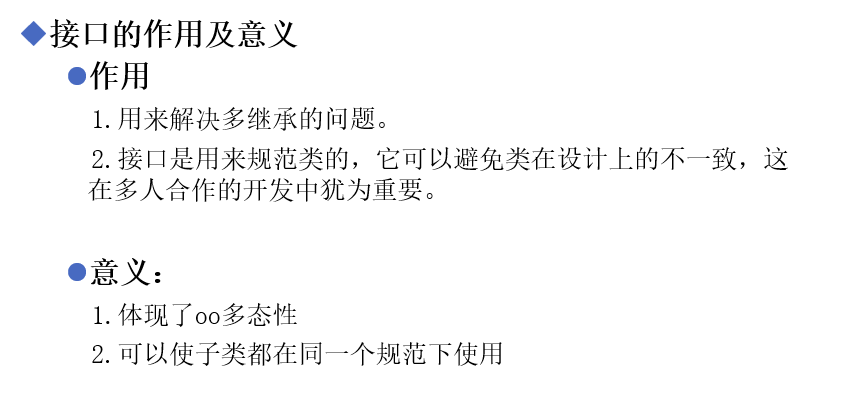 接口的作用及意义
作用
1.用来解决多继承的问题。
2.接口是用来规范类的，它可以避免类在设计上的不一致，这
在多人合作的开发中犹为重要。
意义：
1.体现了oo多态性
2.可以使子类都在同一个规范下使用